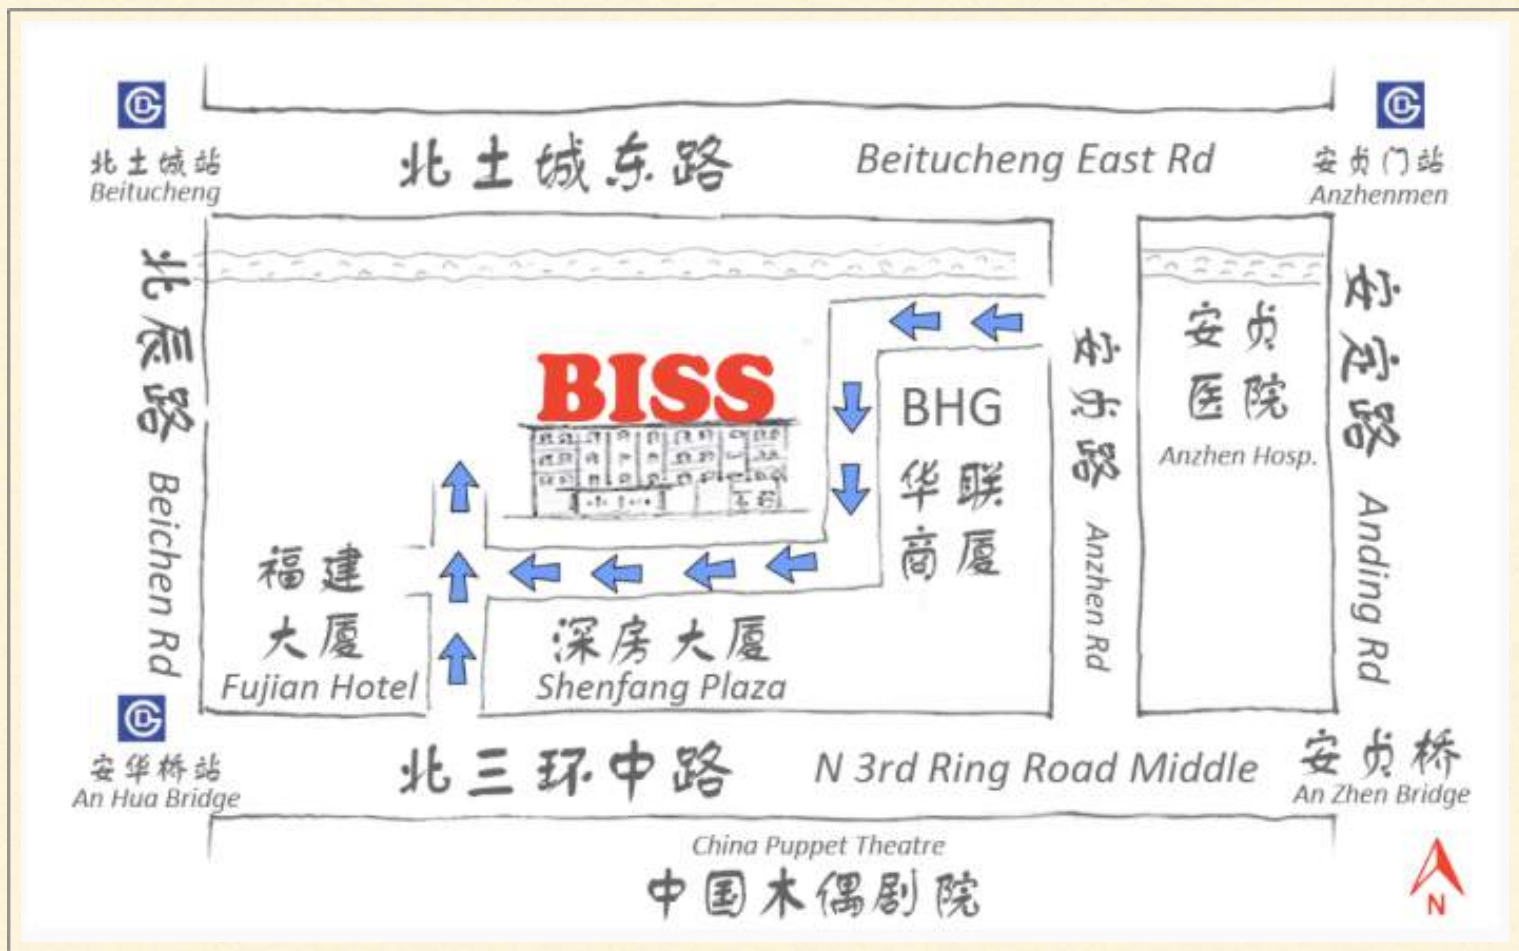 北土城站
Beitucheng
北土城东路
Beitucheng East Rd
安贞门站
Anzhenmen
北辰路
Beichen Rd
BISS
BHG
华联
商厦
安贞路
Anzhen Rd
安贞
医院
Anzhen Hosp.
安定路
Anding Rd
福建
大厦
Fujian Hotel
深房大厦
Shenfang Plaza
安华桥站
An Hua Bridge
北三环中路
N 3rd Ring Road Middle
安贞桥
An Zhen Bridge
China Puppet Theatre
中国木偶剧院
N